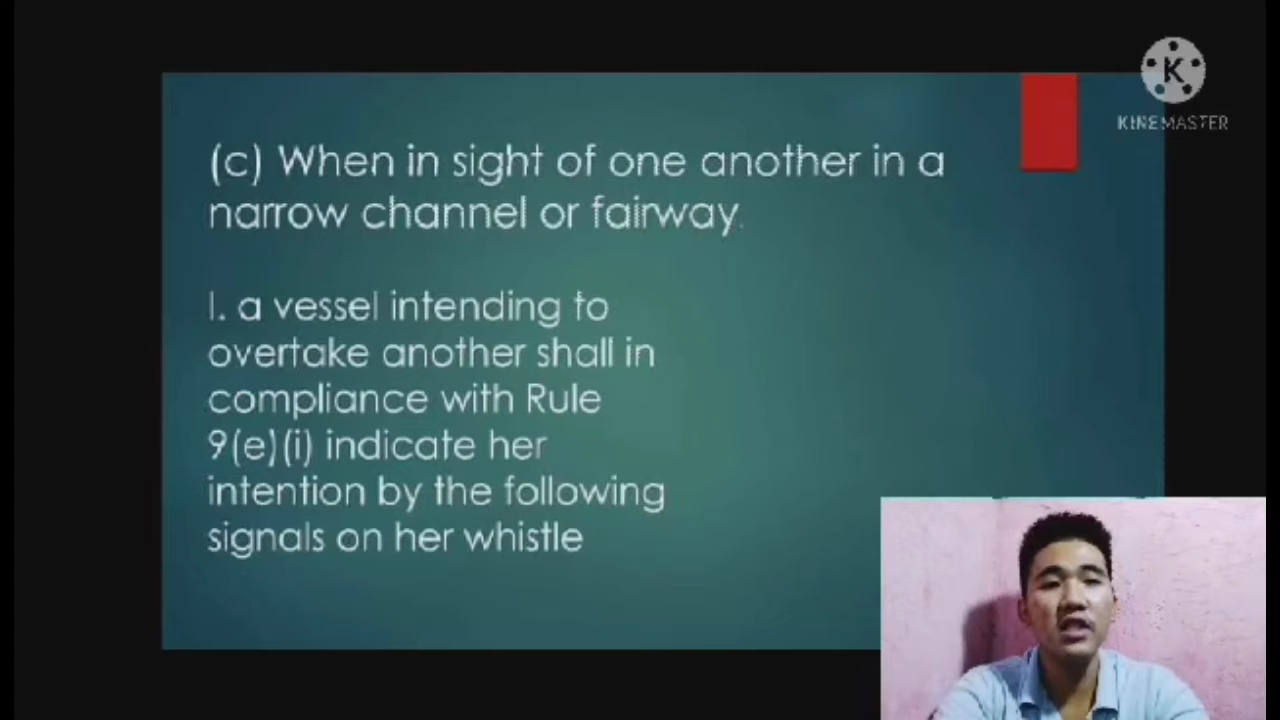 (c) When in sight of one another in a
narrow channel or fairway.
I. a vessel intending to
overtake another shall in
compliance with Rule
9(e)(i) indicate her
intention by the following
signals on her whistle
K
KINEMASTER